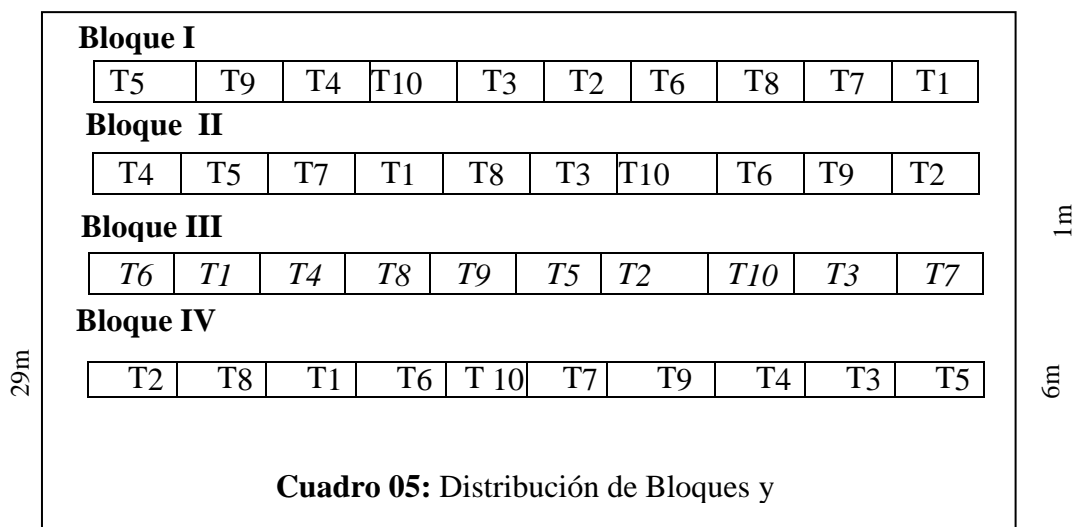 Bloque I
T5 T9 T4 T10 T3 T2 T6 T8 T7 T1
Bloque II
T4 T5 T7 T1 T8 T3 T10 T6 T9 T2
1m
Bloque III
T6 T1 T4 T8 T9 T5 T2 T10 T3 T7
Bloque IV
29m
T2 T8 T1 T6 T 10 T7 T9 T4 T3 T5
6m
Cuadro 05: Distribución de Bloques y